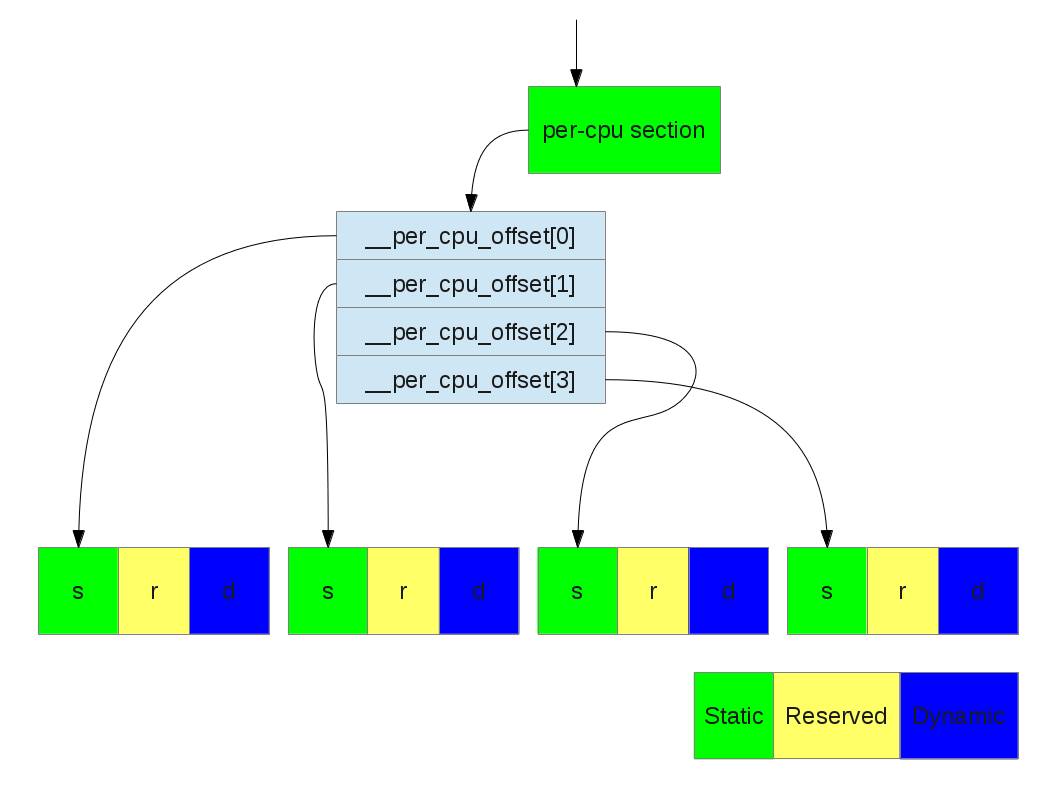 per-cpu section
__per_cpu_offset[0]
__per_cpu_offset[1]
__per_cpu_offset[2]
__per_cpu_offset[3]
s r d s r d s r d s r d
Static Reserved Dynamic